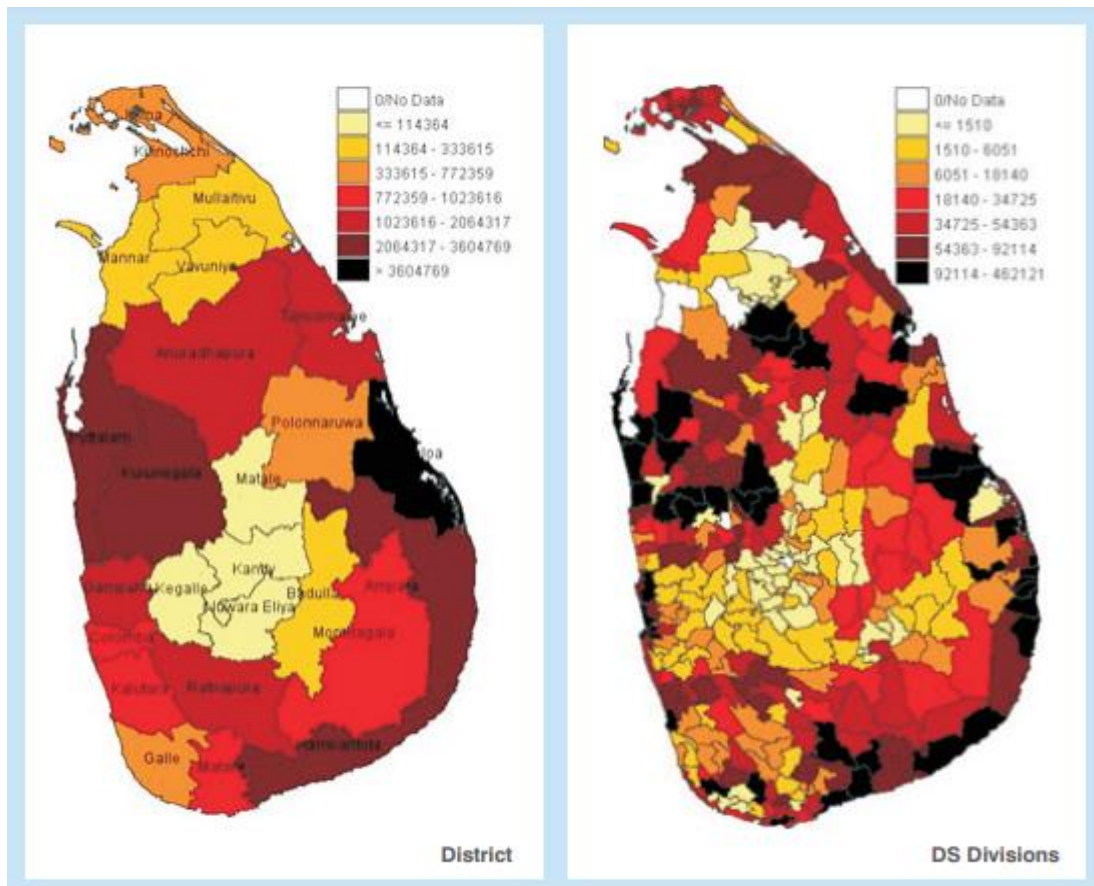 0/No Data
<= 114364
114364 - 333615
333615 - 772359
772359 - 1023616
1023616 - 2064317
2064317 - 3604769
> 3604769
Kilinochchi
Mullaitivu
Mannar
Vavuniya
Anuradhapura
Polonnaruwa
Puttalam
Kurunegala
Matale
Kandy
Kegalle
Gampaha
Nuwara Eliya
Badulla
Ampara
Colombo
Moneragala
Kalutara
Ratnapura
Hambantota
Galle
Matara
District
0/No Data
<= 1510
1510 - 6051
6051 - 18140
18140 - 34725
34725 - 54363
54363 - 92114
92114 - 462121
DS Divisions